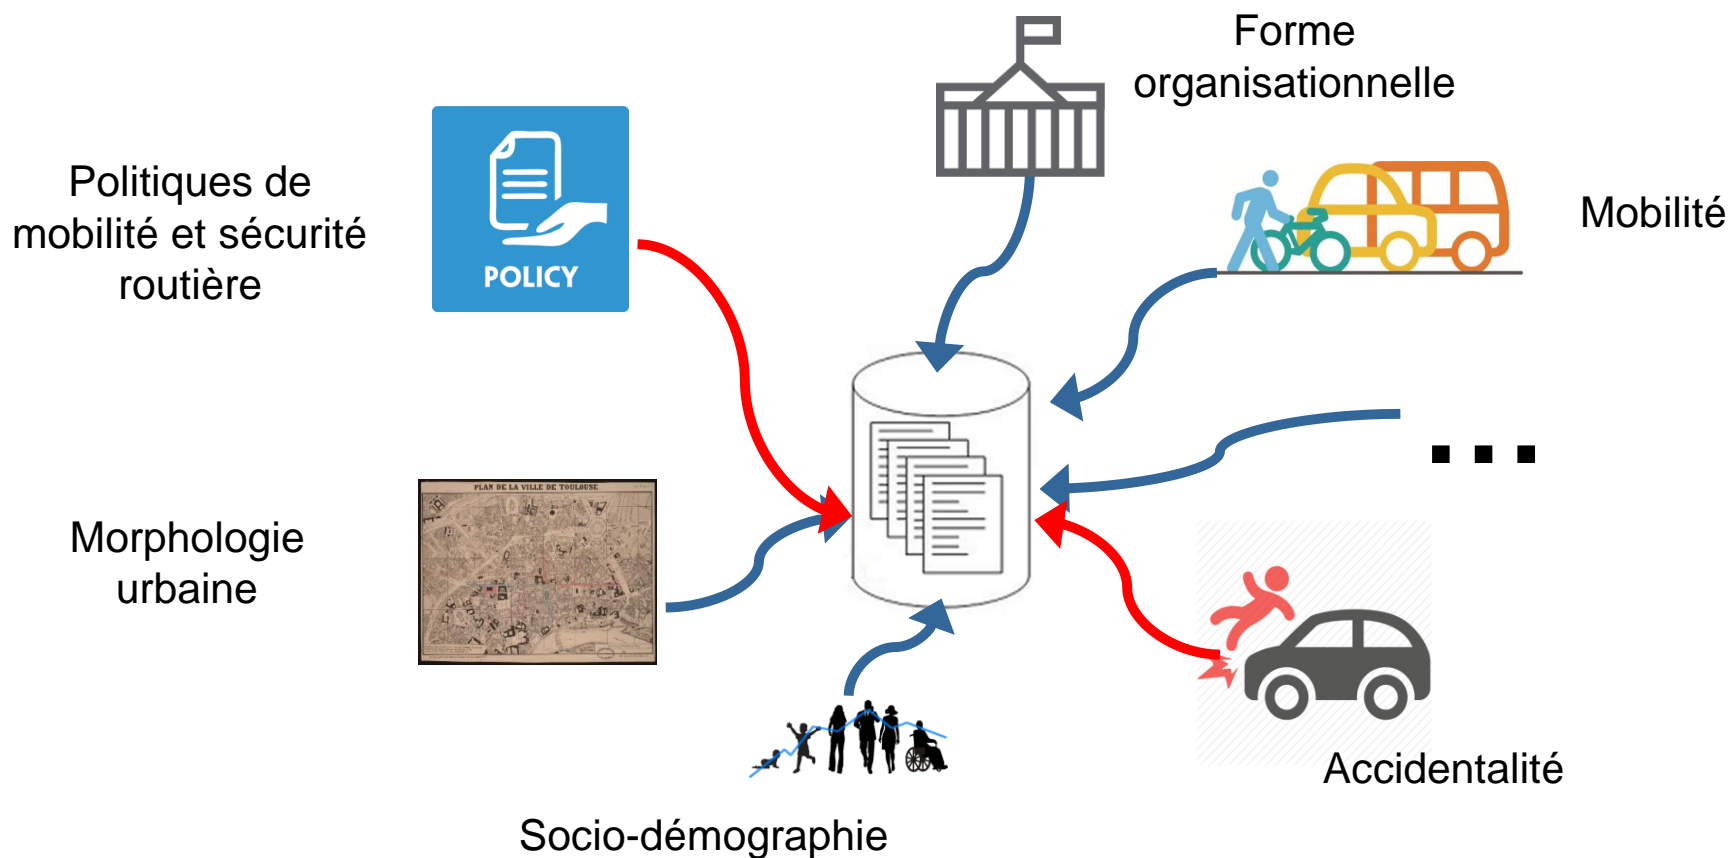 Forme
organisationnelle
Politiques de
mobilité et sécurité
routière
POLICY
Mobilité
. . .
PLAN DE LA VILLE DE TOULOUSE
Morphologie
urbaine
Accidentalité
Socio-démographie